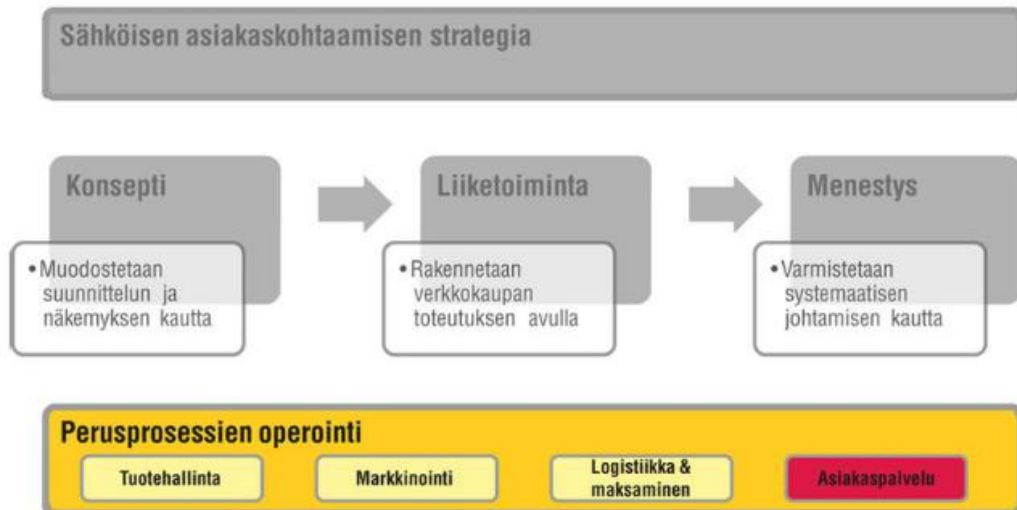 Sähköisen asiakaskohtaamisen strategia
Konsepti
• Muodostetaan
suunnittelun ja
näkemyksen kautta
Liiketoiminta
• Rakennetaan
verkkokaupan
toteutuksen avulla
Menestys
• Varmistetaan
systemaattisen
johtamisen kautta
Perusprosessien operointi
Tuotehallinta
Markkinointi
Logistiikka &
maksaminen
Asiakaspalvelu